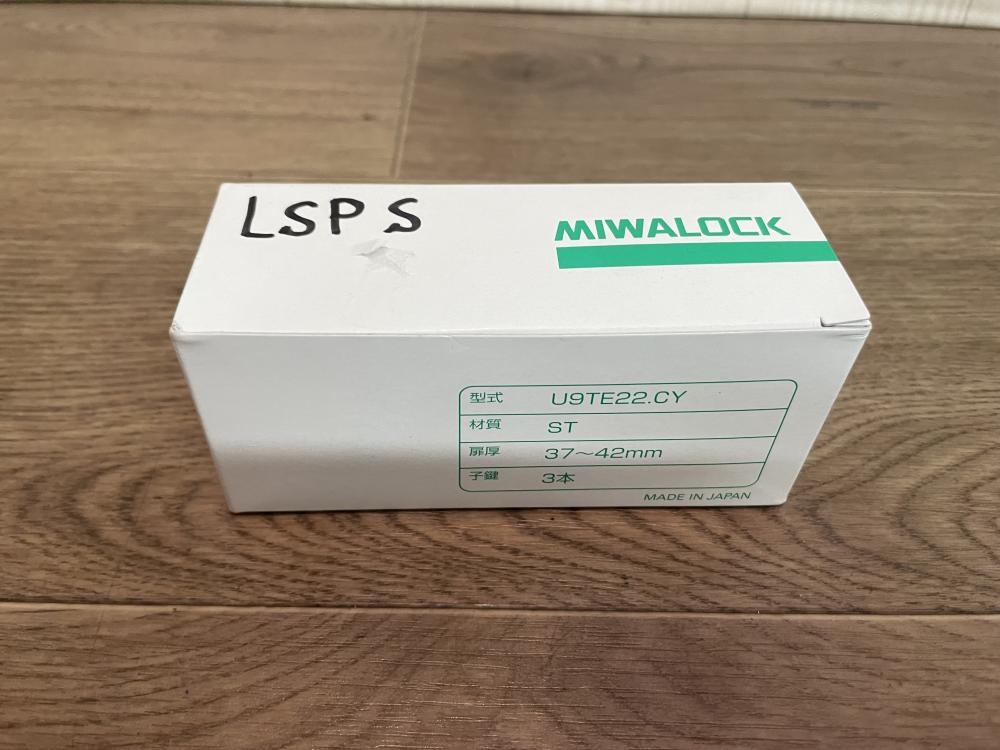 LSP S
MIWALOCK
型式 U9TE22.CY
材質 ST
扉厚 37～42mm
子鍵 3本
MADE IN JAPAN